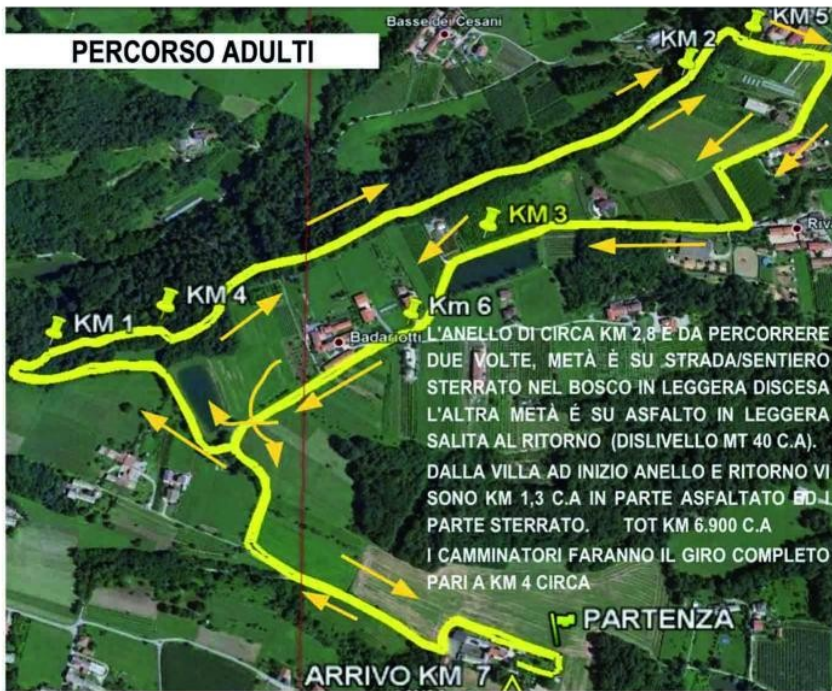 Basse dei Cesani
KM 5
PERCORSO ADULTI
KM 2
KM 3
Riva
KM 4
KM 1
Km 6
Badariotti
L'ANELLO DI CIRCA KM 2,8 É DA PERCORRERE
DUE VOLTE, METÀ È SU STRADA/SENTIERO
STERRATO NEL BOSCO IN LEGGERA DISCESA
L'ALTRA METÀ É SU ASFALTO IN LEGGERA
SALITA AL RITORNO (DISLIVELLO MT 40 C.A).
DALLA VILLA AD INIZIO ANELLO E RITORNO VI
SONO KM 1,3 C.A IN PARTE ASFALTATO ED I
PARTE STERRATO. TOT KM 6.900 C.A
I CAMMINATORI FARANNO IL GIRO COMPLETO
PARI A KM 4 CIRCA
PARTENZA
ARRIVO KM 7